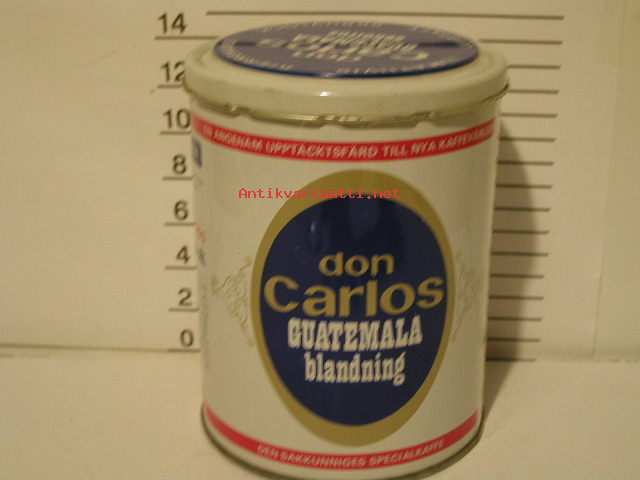 14
12
10
8
6
4
2
0
EN ANGENÄM UPPTÄCKTSFÄRD TILL NYA KAFFEVÄRLDAR
Antikvariaatti.net
don
Carlos
GUATEMALA
blandning
DEN SAKKUNNIGES SPECIALKAFFE